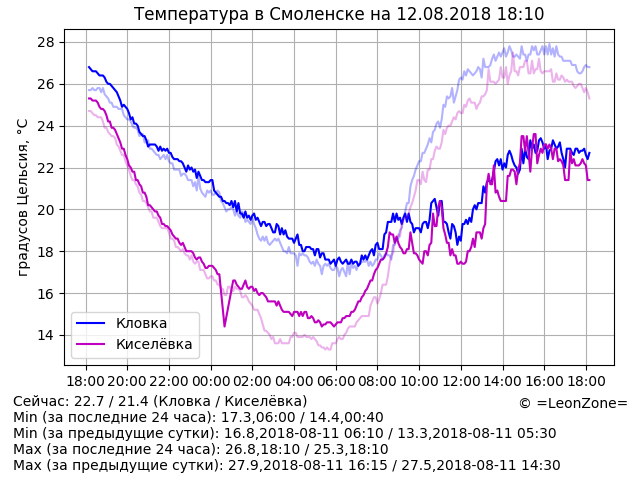 Температура в Смоленске на 12.08.2018 18:10
градусов Цельсия, °C
28
26
24
22
20
18
16
14
Кловка
Киселёвка
18:00 20:00 22:00 00:00 02:00 04:00 06:00 08:00 10:00 12:00 14:00 16:00 18:00
Сейчас: 22.7 / 21.4 (Кловка / Киселёвка)
© =LeonZone=
Min (за последние 24 часа): 17.3,06:00 / 14.4,00:40
Min (за предыдущие сутки): 16.8,2018-08-11 06:10 / 13.3,2018-08-11 05:30
Max (за последние 24 часа): 26.8,18:10 / 25.3,18:10
Max (за предыдущие сутки): 27.9,2018-08-11 16:15 / 27.5,2018-08-11 14:30